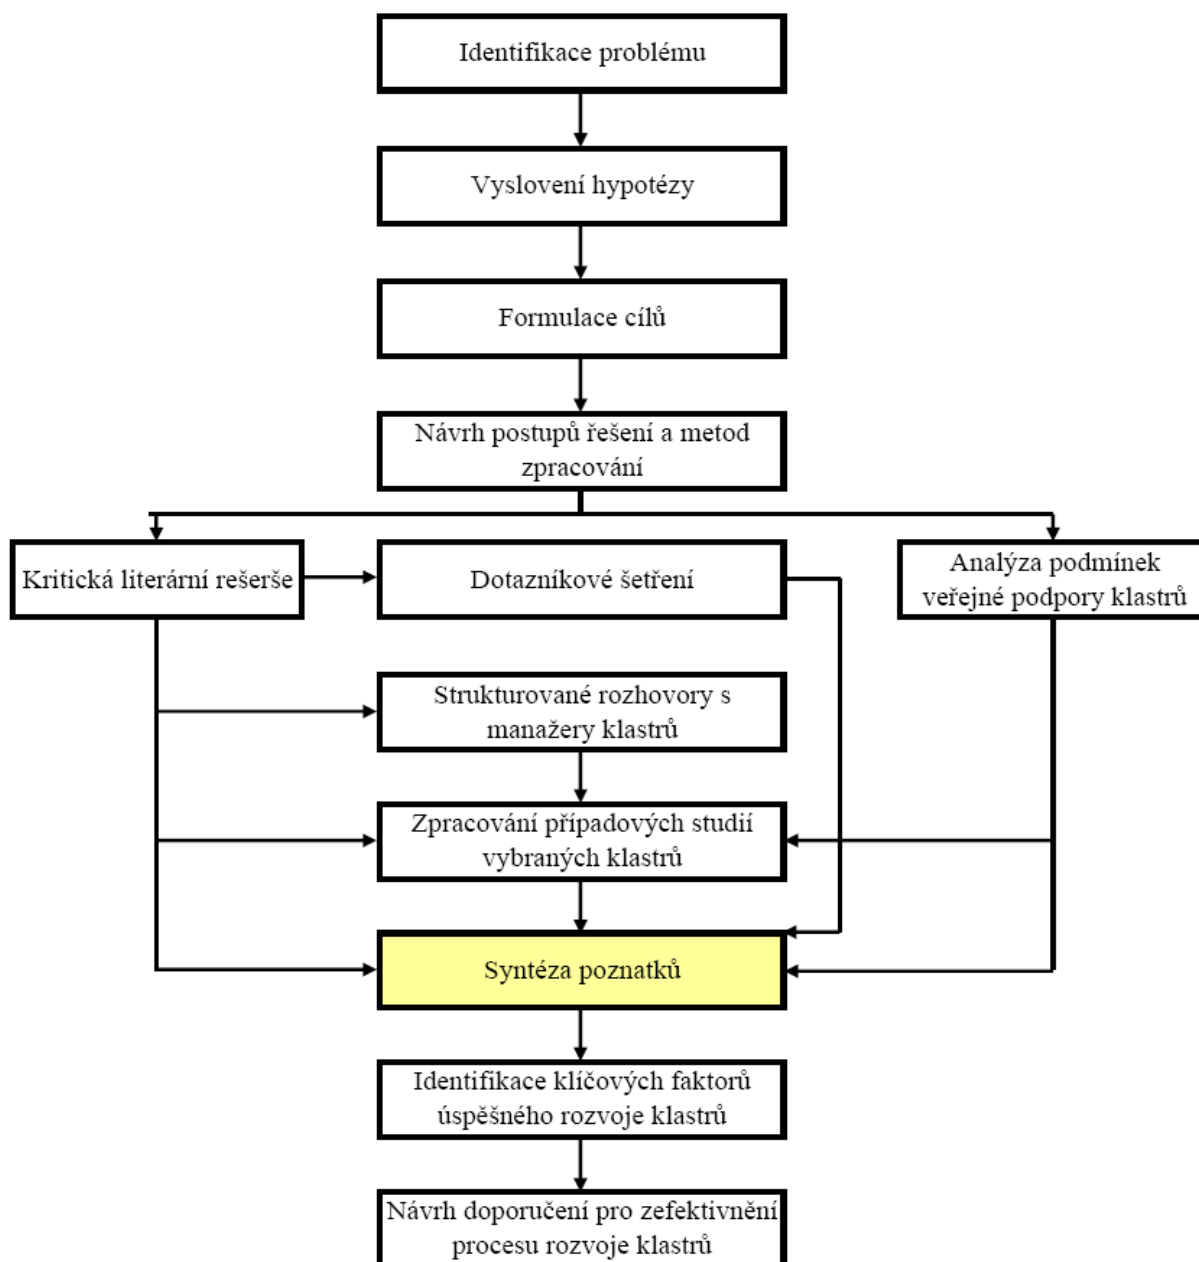 Identifikace problému
Vyslovení hypotézy
Formulace cílů
Návrh postupů řešení a metod
zpracování
Kritická literární rešerše
Dotazníkové šetření
Analýza podmínek
veřejné podpory klastrů
Strukturované rozhovory s
manažery klastrů
Zpracování případových studií
vybraných klastrů
Syntéza poznatků
Identifikace klíčových faktorů
úspěšného rozvoje klastrů
Návrh doporučení pro zefektivnění
procesu rozvoje klastrů